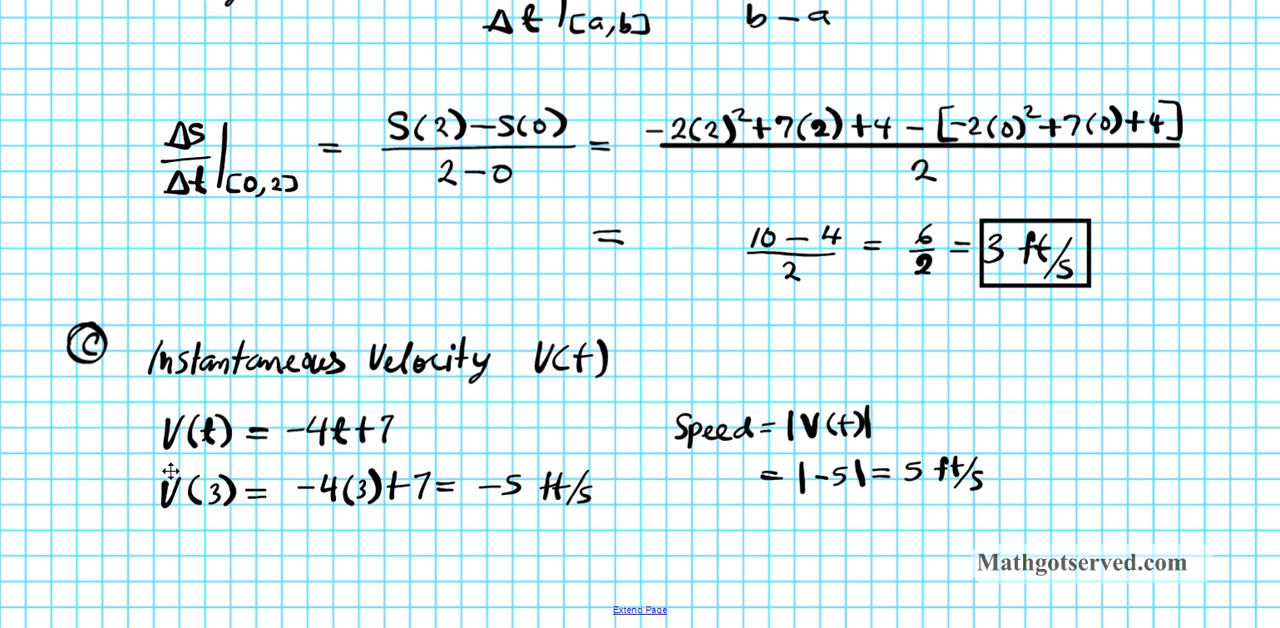 Δt |[a,b] b-a
ΔS/Δt |[0,2] = S(2)-S(0) / 2-0 = -2(2)²+7(2)+4-[-2(0)²+7(0)+4] / 2
= 10-4 / 2 = 6/2 = 3 ft/s
(C) Instantaneous Velocity V(t)
V(t) = -4t+7 Speed = |V(t)|
V(3) = -4(3)+7 = -5 ft/s = |-5| = 5 ft/s
Mathgotserved.com
Extend Page